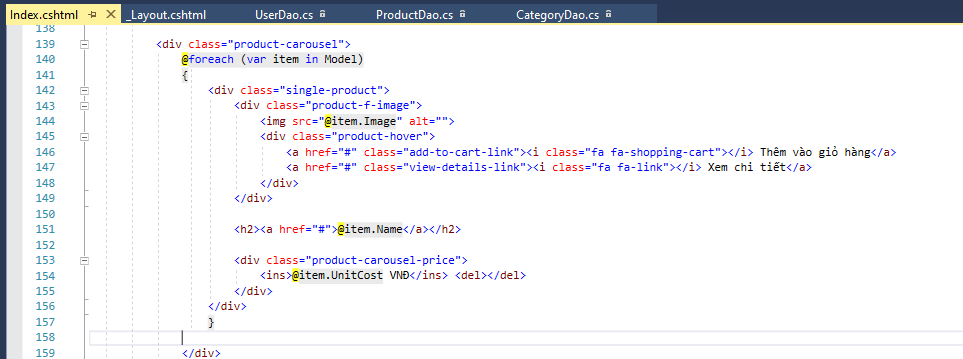 Index.cshtml _Layout.cshtml UserDao.cs ProductDao.cs CategoryDao.cs
138
139 <div class="product-carousel">
140 @foreach (var item in Model)
141 {
142 <div class="single-product">
143 <div class="product-f-image">
144 <img src="@item.Image" alt="">
145 <div class="product-hover">
146 <a href="#" class="add-to-cart-link"><i class="fa fa-shopping-cart"></i> Thêm vào giỏ hàng</a>
147 <a href="#" class="view-details-link"><i class="fa fa-link"></i> Xem chi tiết</a>
148 </div>
149 </div>
150
151 <h2><a href="#">@item.Name</a></h2>
152
153 <div class="product-carousel-price">
154 <ins>@item.UnitCost VNĐ</ins> <del></del>
155 </div>
156 </div>
157 }
158
159 </div>